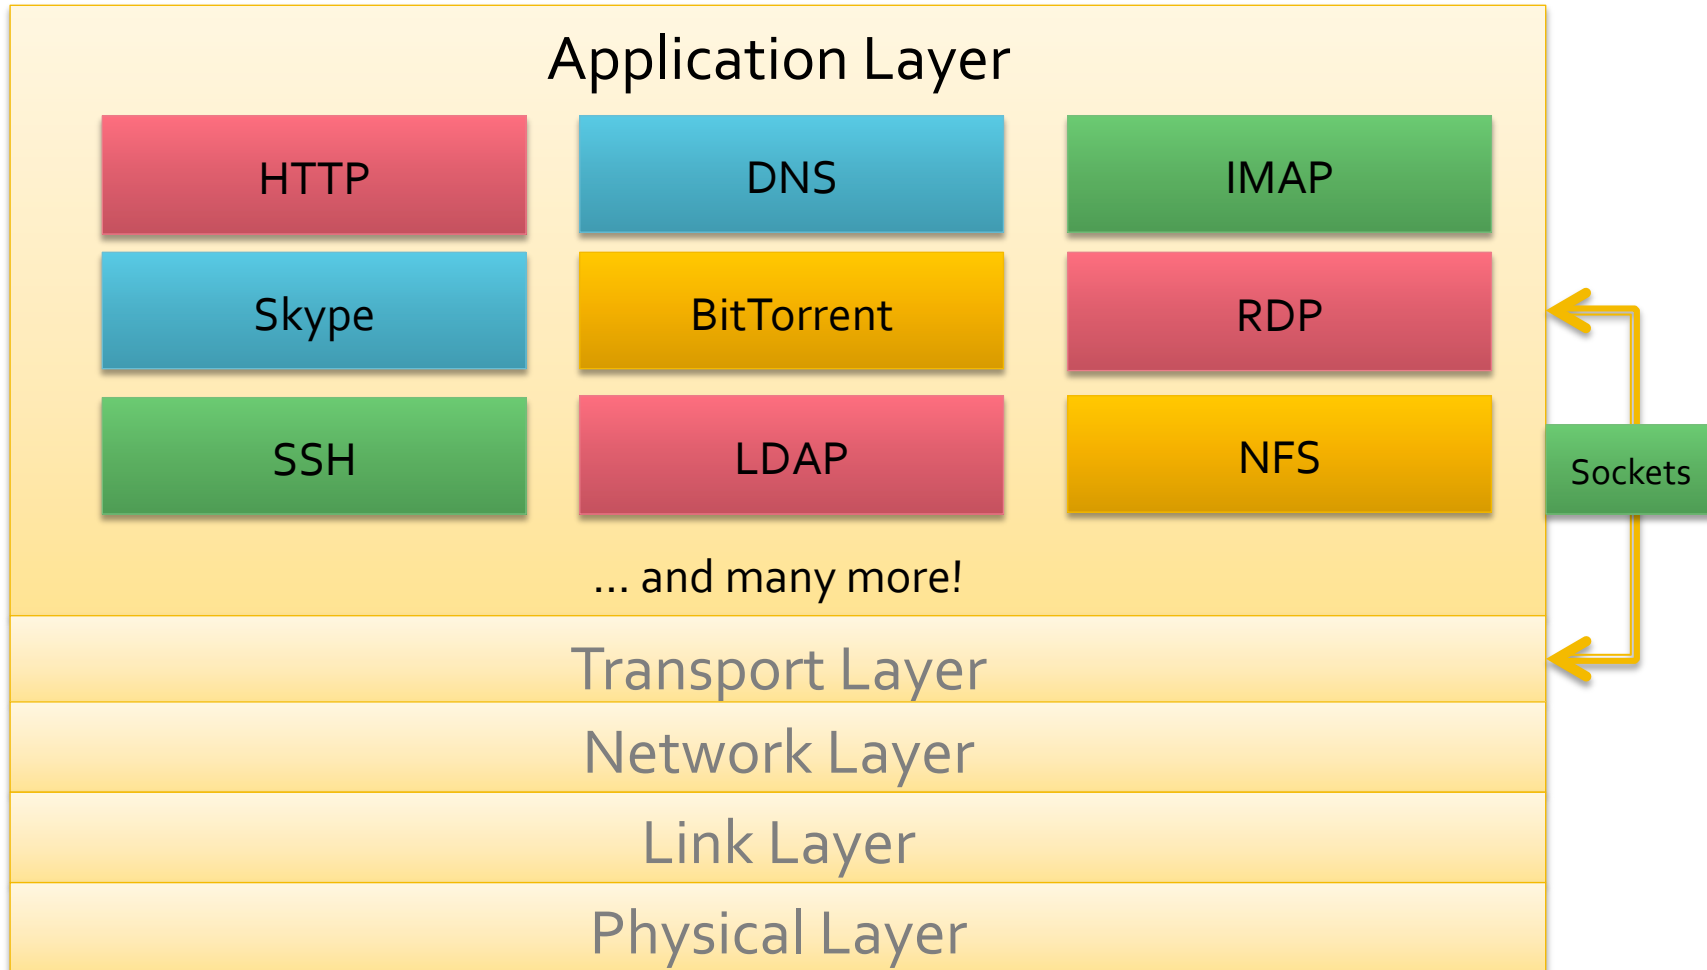 Application Layer
HTTP
DNS
IMAP
Skype
BitTorrent
RDP
SSH
LDAP
NFS
Sockets
... and many more!
Transport Layer
Network Layer
Link Layer
Physical Layer